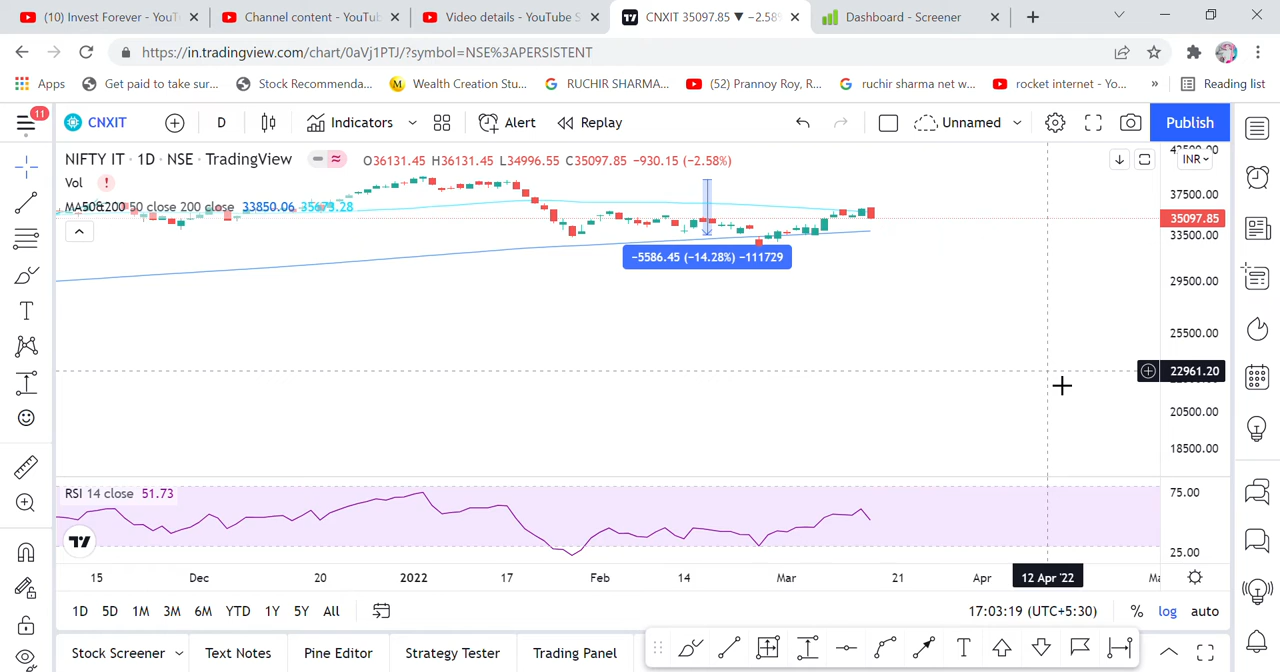 (10) Invest Forever - YouT
Channel content - YouTub
Video details - YouTube S
CNXIT 35097.85 ▼ −2.58%
Dashboard - Screener
https://in.tradingview.com/chart/0aVj1PTJ/?symbol=NSE%3APERSISTENT
Apps
Get paid to take sur...
Stock Recommenda...
Wealth Creation Stu...
RUCHIR SHARMA...
(52) Prannoy Roy, R...
ruchir sharma net w...
rocket internet - Yo...
»
Reading list
11
CNXIT
D
Indicators
Alert
Replay
Unnamed
Publish
NIFTY IT · 1D · NSE · TradingView
O36131.45 H36131.45 L34996.55 C35097.85 −930.15 (−2.58%)
INR
Vol
50 close 200 close 33850.06 35673.28
−5586.45 (−14.28%) −111729
37500.00
35097.85
33500.00
29500.00
25500.00
22961.20
20500.00
18500.00
RSI 14 close 51.73
75.00
25.00
15
Dec
20
2022
17
Feb
14
Mar
21
Apr
12 Apr '22
1D
5D
1M
3M
6M
YTD
1Y
5Y
All
17:03:19 (UTC+5:30)
%
log
auto
Stock Screener
Text Notes
Pine Editor
Strategy Tester
Trading Panel